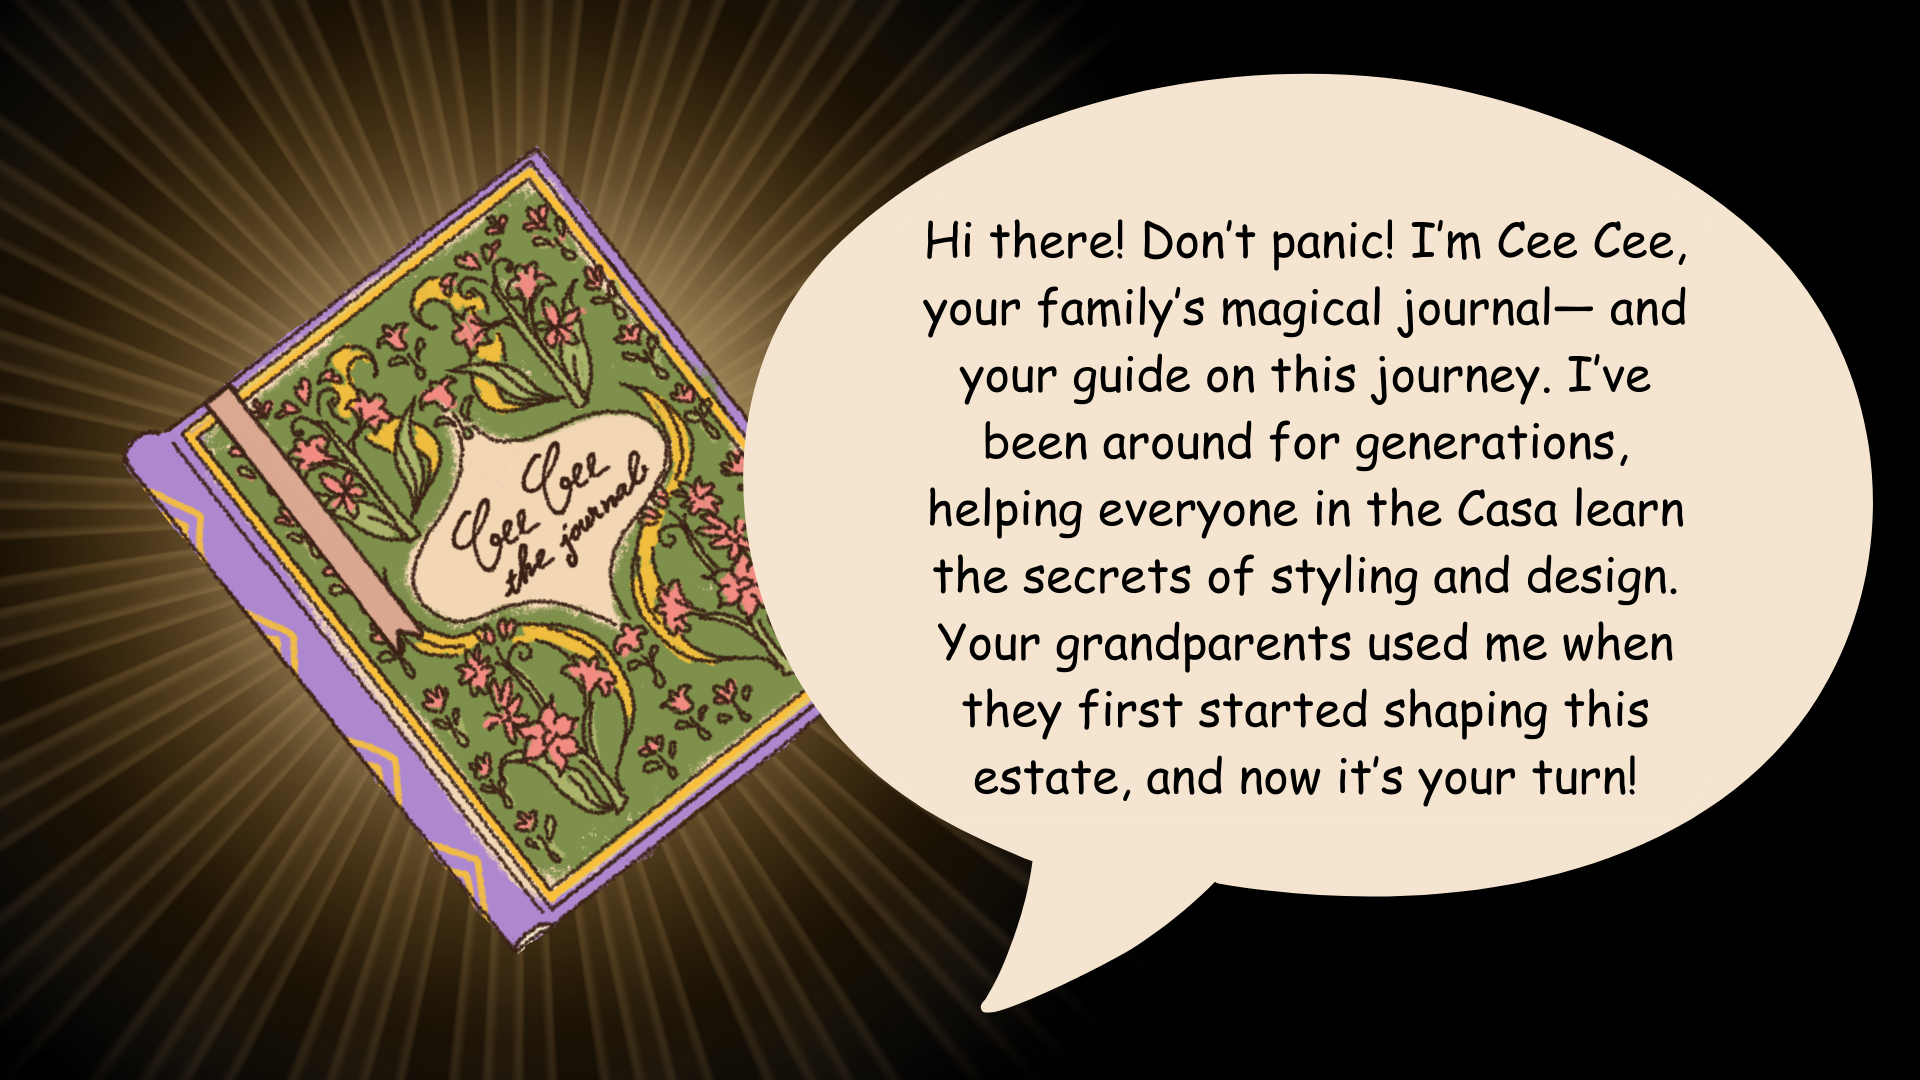 Cee Cee
the journal
Hi there! Don't panic! I'm Cee Cee,
your family's magical journal— and
your guide on this journey. I've
been around for generations,
helping everyone in the Casa learn
the secrets of styling and design.
Your grandparents used me when
they first started shaping this
estate, and now it's your turn!